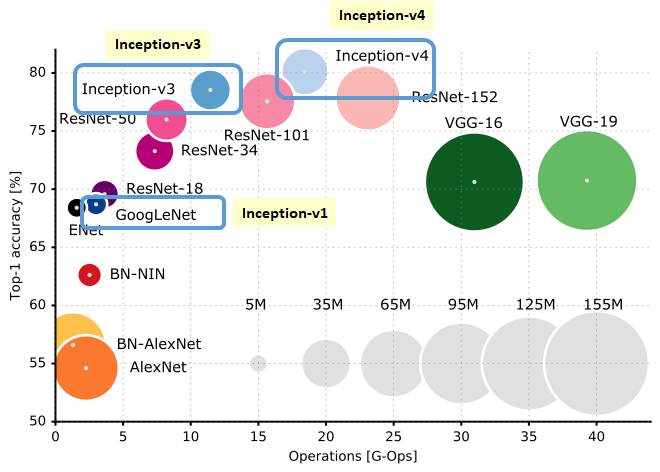 Inception-v4
Inception-v3
80
Inception-v3
Inception-v4
ResNet-152
ResNet-50
75
ResNet-101
VGG-16
VGG-19
ResNet-34
70
ResNet-18
GoogLeNet
Inception-v1
ENet
65
BN-NIN
60
5M
35M
65M
95M
125M
155M
BN-AlexNet
55
AlexNet
50
0
5
10
15
20
25
30
35
40
Operations [G-Ops]
Top-1 accuracy [%]